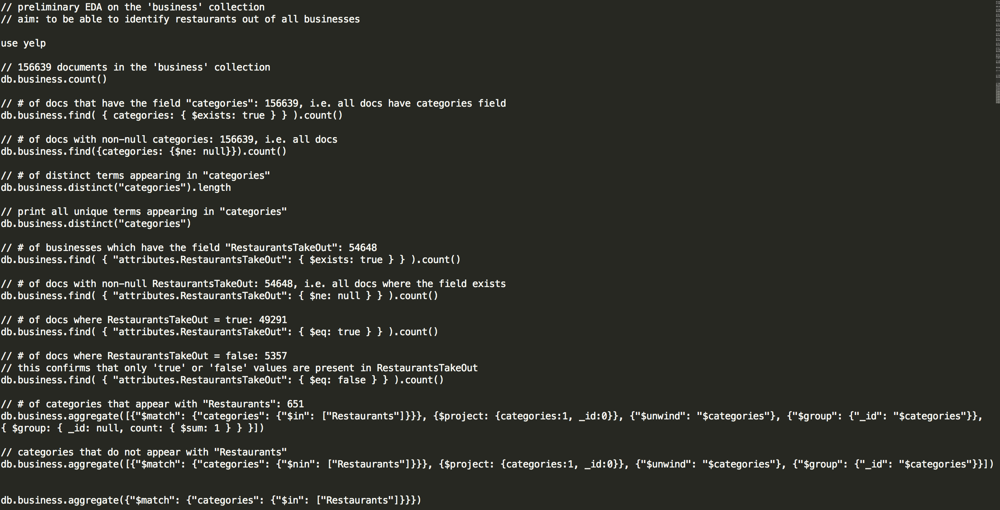 // preliminary EDA on the 'business' collection
// aim: to be able to identify restaurants out of all businesses
use yelp
// 156639 documents in the 'business' collection
db.business.count()
// # of docs that have the field "categories": 156639, i.e. all docs have categories field
db.business.find( { categories: { $exists: true } } ).count()
// # of docs with non-null categories: 156639, i.e. all docs
db.business.find({categories: {$ne: null}}).count()
// # of distinct terms appearing in "categories"
db.business.distinct("categories").length
// print all unique terms appearing in "categories"
db.business.distinct("categories")
// # of businesses which have the field "RestaurantsTakeOut": 54648
db.business.find( { "attributes.RestaurantsTakeOut": { $exists: true } } ).count()
// # of docs with non-null RestaurantsTakeOut: 54648, i.e. all docs where the field exists
db.business.find( { "attributes.RestaurantsTakeOut": { $ne: null } } ).count()
// # of docs where RestaurantsTakeOut = true: 49291
db.business.find( { "attributes.RestaurantsTakeOut": { $eq: true } } ).count()
// # of docs where RestaurantsTakeOut = false: 5357
// this confirms that only 'true' or 'false' values are present in RestaurantsTakeOut
db.business.find( { "attributes.RestaurantsTakeOut": { $eq: false } } ).count()
// # of categories that appear with "Restaurants": 651
db.business.aggregate([{"$match": {"categories": {"$in": ["Restaurants"]}}}, {$project: {categories:1, _id:0}}, {"$unwind": "$categories"}, {"$group": {"_id": "$categories"}},
{ $group: { _id: null, count: { $sum: 1 } } }])
// categories that do not appear with "Restaurants"
db.business.aggregate([{"$match": {"categories": {"$nin": ["Restaurants"]}}}, {$project: {categories:1, _id:0}}, {"$unwind": "$categories"}, {"$group": {"_id": "$categories"}}])
db.business.aggregate({"$match": {"categories": {"$in": ["Restaurants"]}}})